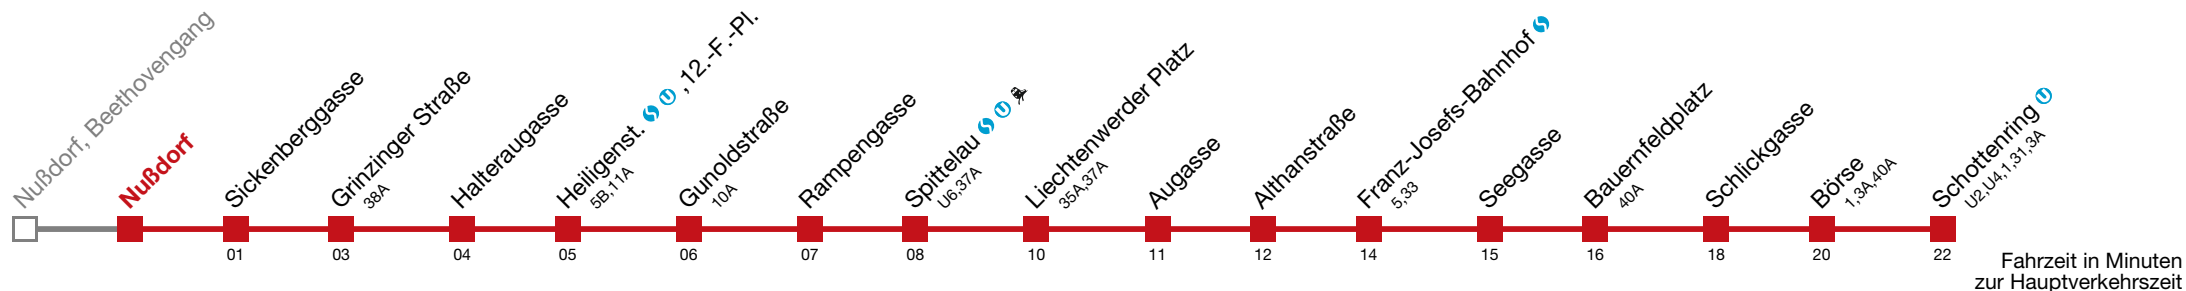 Nußdorf, Beethovengang
Nußdorf
Sickenberggasse
01
Grinzinger Straße
38A
03
Halteraugasse
04
Heiligenst. S U , 12.-F.-Pl.
5B,11A
05
Gunoldstraße
10A
06
Rampengasse
07
Spittelau S U
U6,37A
08
Liechtenwerder Platz
35A,37A
10
Augasse
11
Althanstraße
12
Franz-Josefs-Bahnhof S
5,33
14
Seegasse
15
Bauernfeldplatz
40A
16
Schlickgasse
18
Börse
1,3A,40A
20
Schottenring U
U2,U4,1,31,3A
22
Fahrzeit in Minuten
zur Hauptverkehrszeit